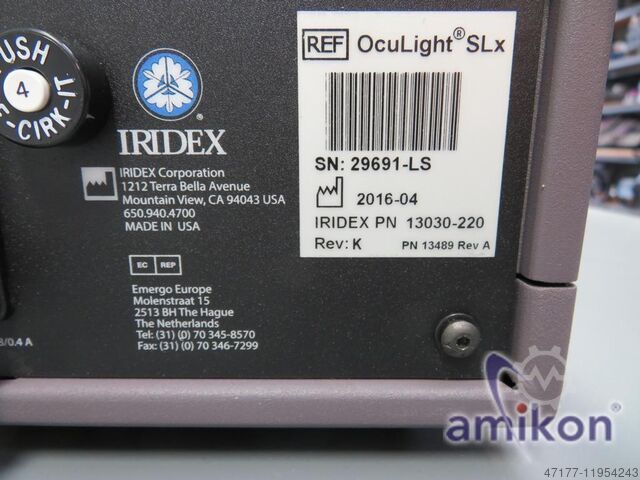 PUSH
4
E-CIRK-IT
IRIDEX
IRIDEX Corporation
1212 Terra Bella Avenue
Mountain View, CA 94043 USA
650.940.4700
MADE IN USA
EC REP
Emergo Europe
Molenstraat 15
2513 BH The Hague
The Netherlands
Tel: (31) (0) 70 345-8570
Fax: (31) (0) 70 346-7299
/0.4 A
REF OcuLight® SLx
SN: 29691-LS
2016-04
IRIDEX PN 13030-220
Rev: K PN 13489 Rev A
amikon®
47177-11954243